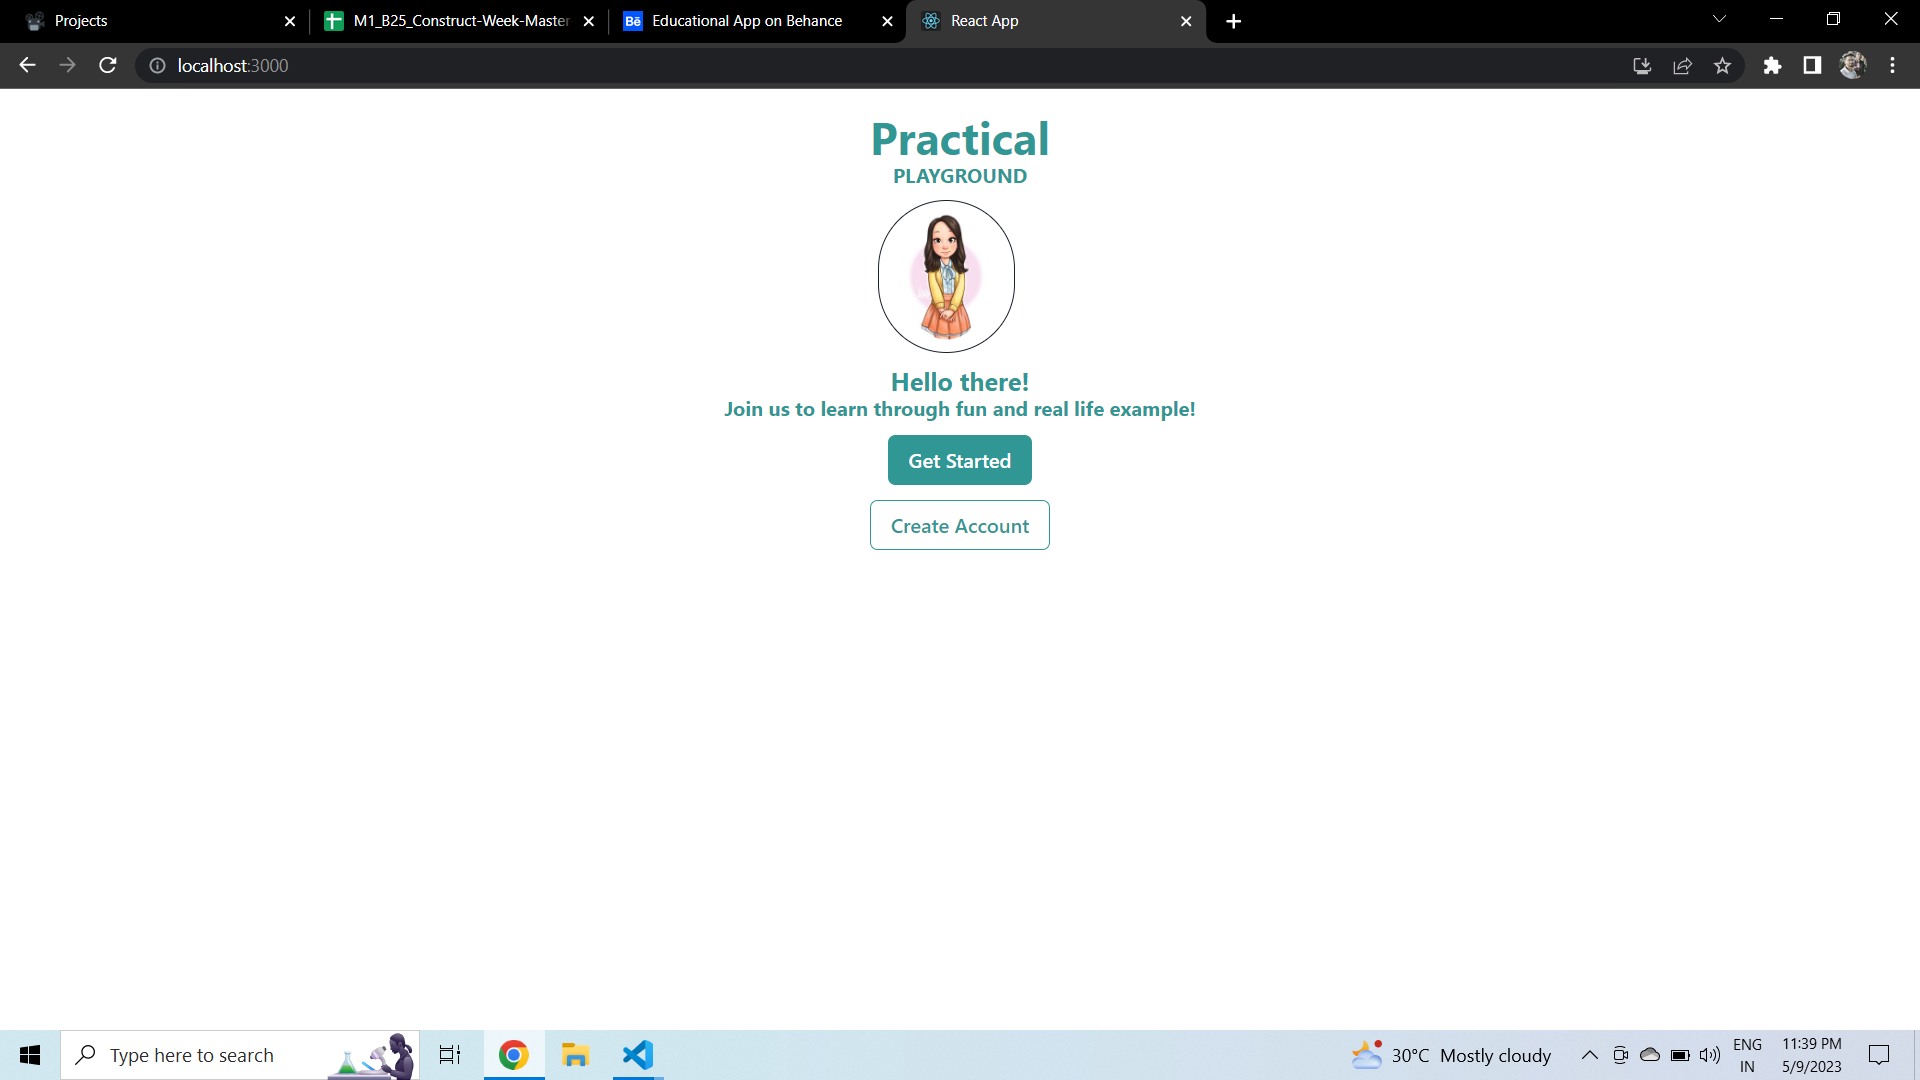 Projects
M1_B25_Construct-Week-Master
Bē Educational App on Behance
React App
localhost:3000
Practical
PLAYGROUND
Hello there!
Join us to learn through fun and real life example!
Get Started
Create Account
Type here to search
30°C Mostly cloudy
ENG
IN
11:39 PM
5/9/2023